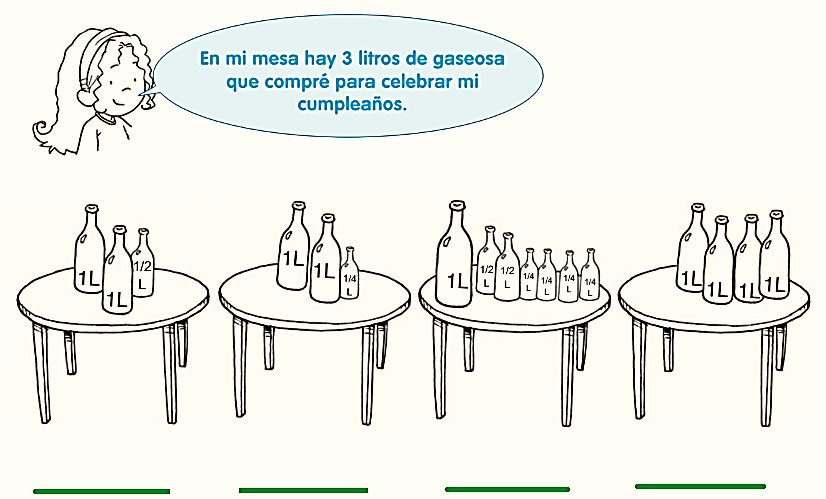 En mi mesa hay 3 litros de gaseosa
que compré para celebrar mi
cumpleaños.
1L
1L
1/2
L
1L
1L
1/4
L
1L
1/2
L
1/2
L
1/4
L
1/4
L
1/4
L
1/4
L
1L
1L
1L
1L